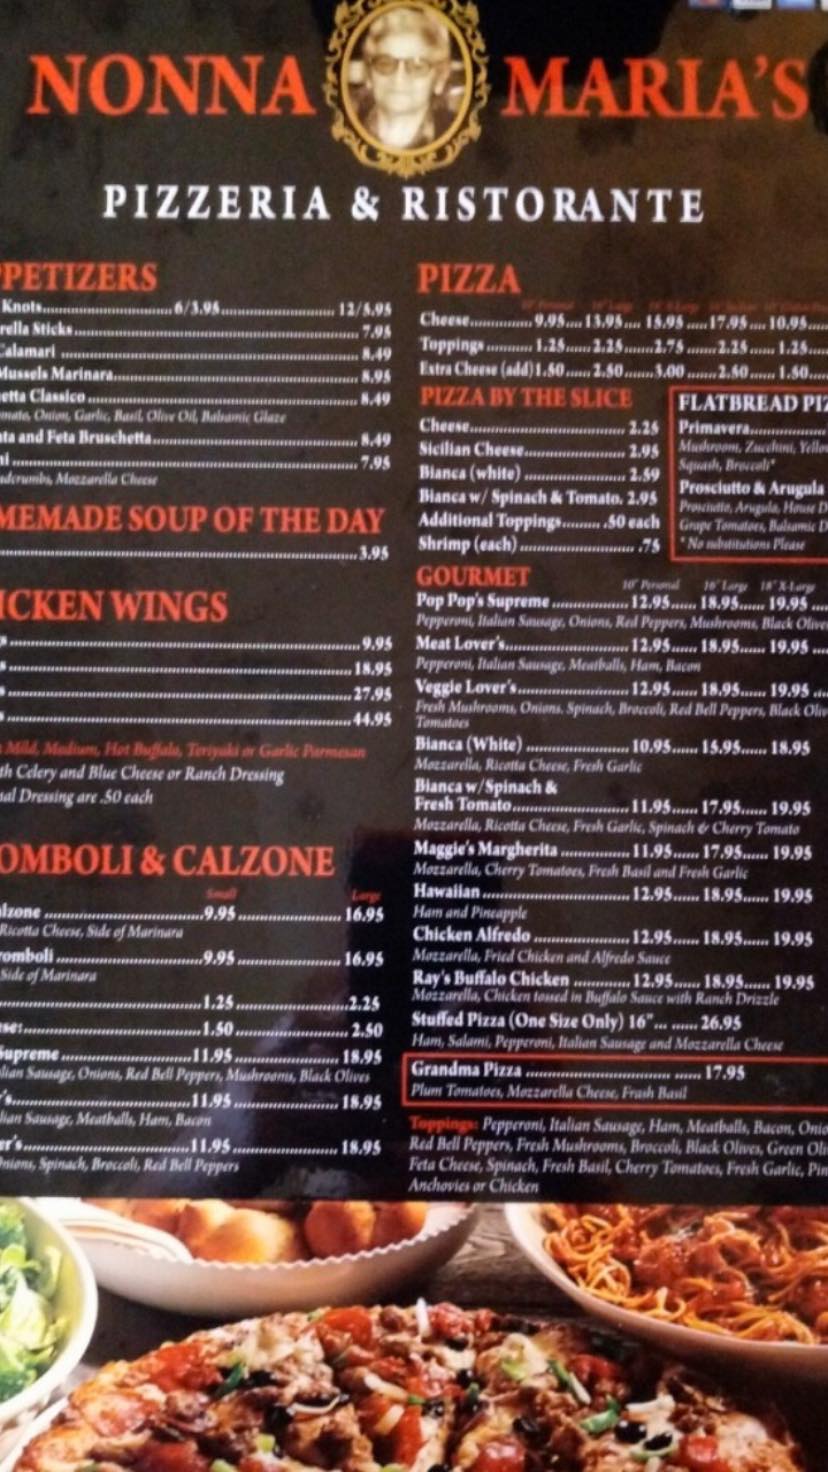 NONNA MARIA'S
PIZZERIA & RISTORANTE
PPETIZERS
Knots 6/3.95 12/5.95
rella Sticks 7.95
Calamari 8.49
Mussels Marinara 8.95
etta Classico 8.49
mato, Onion, Garlic, Basil, Olive Oil, Balsamic Glaze
ta and Feta Bruschetta 8.49
ni 7.95
adcrumbs, Mozzarella Cheese
MEMADE SOUP OF THE DAY
3.95
ICKEN WINGS
s 9.95
s 18.95
s 27.95
s 44.95
Mild, Medium, Hot Buffalo, Teriyaki or Garlic Parmesan
th Celery and Blue Cheese or Ranch Dressing
nal Dressing are .50 each
OMBOLI & CALZONE
Small Large
alzone 9.95 16.95
Ricotta Cheese, Side of Marinara
romboli 9.95 16.95
Side of Marinara
1.25 2.25
ese: 1.50 2.50
Supreme 11.95 18.95
lian Sausage, Onions, Red Bell Peppers, Mushrooms, Black Olives
r's 11.95 18.95
lian Sausage, Meatballs, Ham, Bacon
er's 11.95 18.95
Onions, Spinach, Broccoli, Red Bell Peppers
PIZZA
Cheese 9.95 13.95 15.95 17.95 10.95
Toppings 1.25 2.25 2.75 2.25 1.25
Extra Cheese (add) 1.50 2.50 3.00 2.50 1.50
PIZZA BY THE SLICE
Cheese 2.25
Sicilian Cheese 2.95
Bianca (white) 2.59
Bianca w/ Spinach & Tomato. 2.95
Additional Toppings .50 each
Shrimp (each) .75
FLATBREAD PIZ
Primavera
Mushroom, Zucchini, Yellow
Squash, Broccoli*
Prosciutto & Arugula
Prosciutto, Arugula, House D
Grape Tomatoes, Balsamic D
*No substitutions Please
GOURMET
10" Personal 16" Large 18" X-Large
Pop Pop's Supreme 12.95 18.95 19.95
Pepperoni, Italian Sausage, Onions, Red Peppers, Mushrooms, Black Olives
Meat Lover's 12.95 18.95 19.95
Pepperoni, Italian Sausage, Meatballs, Ham, Bacon
Veggie Lover's 12.95 18.95 19.95
Fresh Mushrooms, Onions. Spinach, Broccoli, Red Bell Peppers, Black Olive
Tomatoes
Bianca (White) 10.95 15.95 18.95
Mozzarella, Ricotta Cheese, Fresh Garlic
Bianca w/Spinach &
Fresh Tomato 11.95 17.95 19.95
Mozzarella, Ricotta Cheese, Fresh Garlic, Spinach & Cherry Tomato
Maggie's Margherita 11.95 17.95 19.95
Mozzarella, Cherry Tomatoes, Fresh Basil and Fresh Garlic
Hawaiian 12.95 18.95 19.95
Ham and Pineapple
Chicken Alfredo 12.95 18.95 19.95
Mozzarella, Fried Chicken and Alfredo Sauce
Ray's Buffalo Chicken 12.95 18.95 19.95
Mozzarella, Chicken tossed in Buffalo Sauce with Ranch Drizzle
Stuffed Pizza (One Size Only) 16" 26.95
Ham, Salami, Pepperoni, Italian Sausage and Mozzarella Cheese
Grandma Pizza 17.95
Plum Tomatoes, Mozzarella Cheese, Frash Basil
Toppings: Pepperoni, Italian Sausage, Ham, Meatballs, Bacon, Onio
Red Bell Peppers, Fresh Mushrooms, Broccoli, Black Olives, Green Oli
Feta Cheese, Spinach, Fresh Basil, Cherry Tomatoes, Fresh Garlic, Pin
Anchovies or Chicken